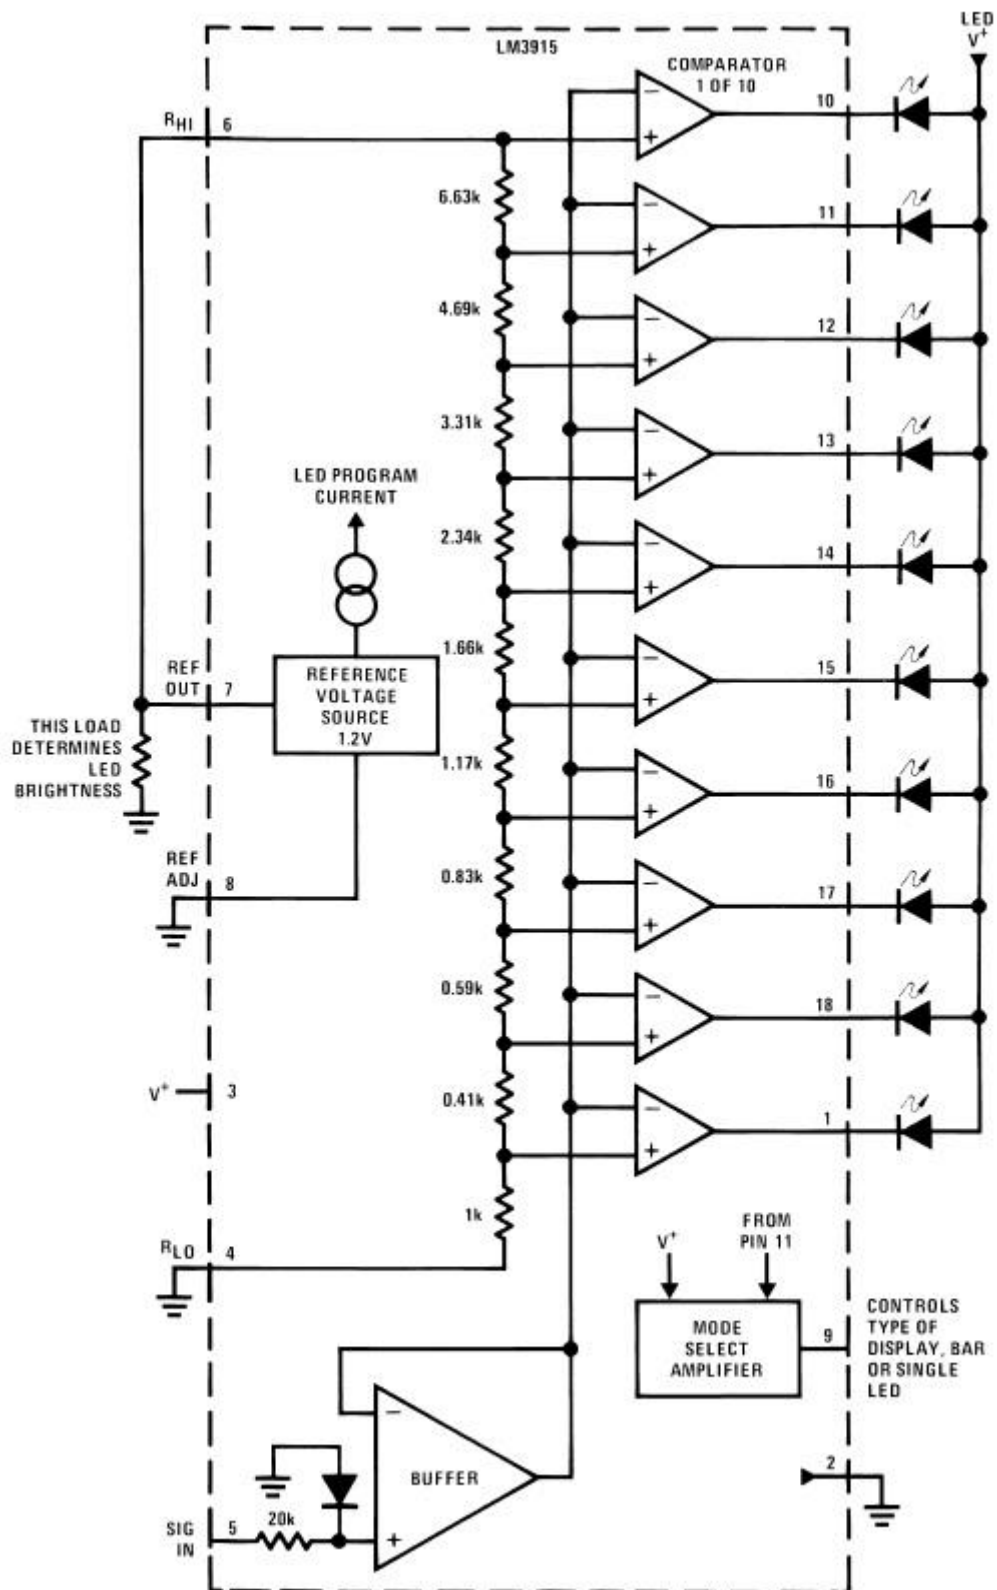 LED
V+
LM3915
COMPARATOR
1 OF 10
10
RHI
6
−
+
6.63k
11
−
+
4.69k
12
−
+
3.31k
13
−
+
LED PROGRAM
CURRENT
2.34k
14
−
+
1.66k
15
−
+
REF
OUT
7
REFERENCE
VOLTAGE
SOURCE
1.2V
THIS LOAD
DETERMINES
LED
BRIGHTNESS
1.17k
16
−
+
REF
ADJ
8
0.83k
17
−
+
0.59k
18
−
+
V+
3
0.41k
1
−
+
1k
RLO
4
V+
FROM
PIN 11
MODE
SELECT
AMPLIFIER
9
CONTROLS
TYPE OF
DISPLAY, BAR
OR SINGLE
LED
−
BUFFER
+
2
SIG
IN
5
20k